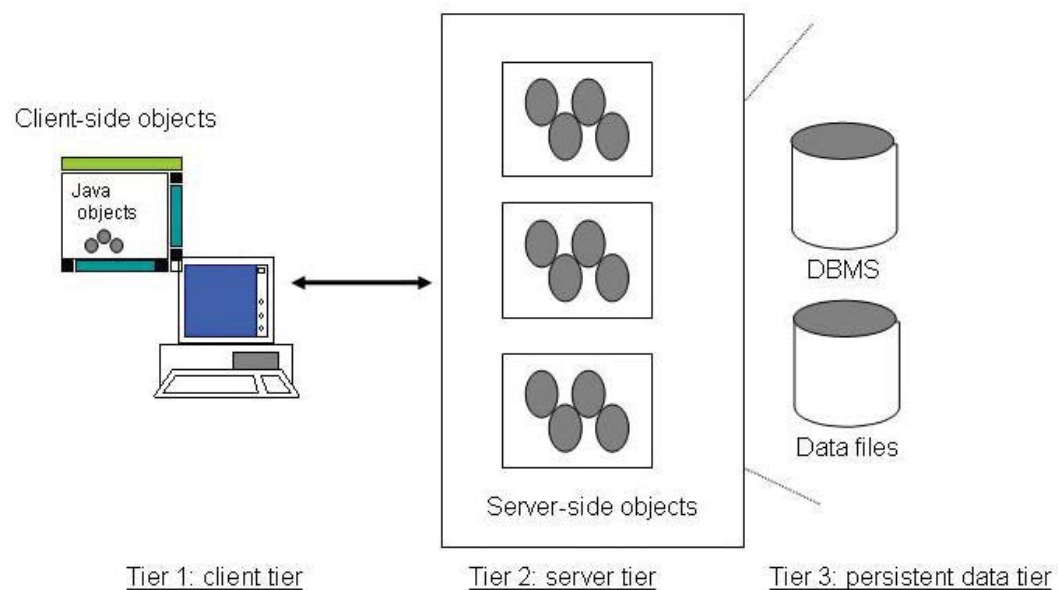 Client-side objects
Java
objects
Server-side objects
DBMS
Data files
Tier 1: client tier
Tier 2: server tier
Tier 3: persistent data tier